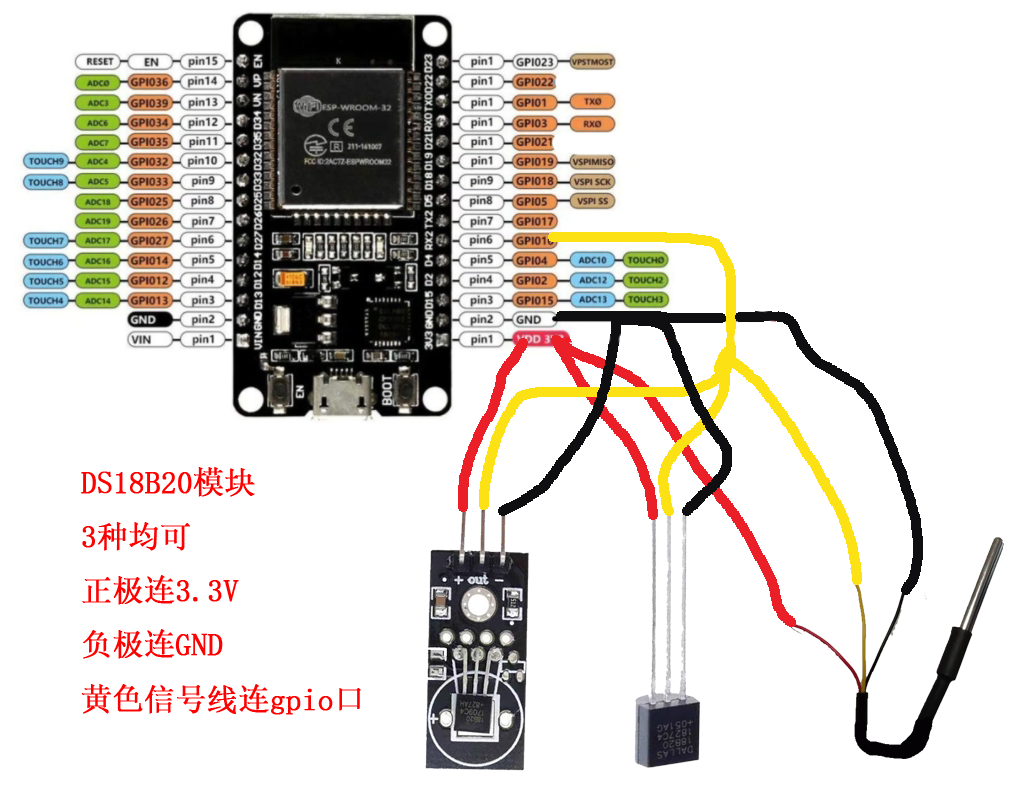 RESET EN pin15 EN D23 pin1 GPIO23 VPSTMOST
ADC0 GPIO36 pin14 VP D22 pin1 GPIO22
ADC3 GPIO39 pin13 VN TX0 pin1 GPIO1 TX0
ADC6 GPIO34 pin12 D34 RX0 pin1 GPIO3 RX0
ADC7 GPIO35 pin11 D35 D21 pin1 GPIO21
TOUCH9 ADC4 GPIO32 pin10 D32 D19 pin1 GPIO19 VSPIMISO
TOUCH8 ADC5 GPIO33 pin9 D33 D18 pin9 GPIO18 VSPI SCK
ADC18 GPIO25 pin8 D25 D5 pin8 GPIO5 VSPI SS
ADC19 GPIO26 pin7 D26 TX2 pin7 GPIO17
TOUCH7 ADC17 GPIO27 pin6 D27 RX2 pin6 GPIO16
TOUCH6 ADC16 GPIO14 pin5 D14 D4 pin5 GPIO4 ADC10 TOUCH0
TOUCH5 ADC15 GPIO12 pin4 D12 D2 pin4 GPIO2 ADC12 TOUCH2
TOUCH4 ADC14 GPIO13 pin3 D13 D15 pin3 GPIO15 ADC13 TOUCH3
GND pin2 GND GND pin2 GND
VIN pin1 VIN 3V3 pin1 VDD 3V3
WiFi ESP-WROOM-32
CE
R 211-161007
FCC ID:2AC7Z-ESPWROOM32
EN BOOT
DS18B20模块
3种均可
正极连3.3V
负极连GND
黄色信号线连gpio口
+ out -
18B20
1709C4
+827AH
DALLAS
18B20
1827C4
+051AG